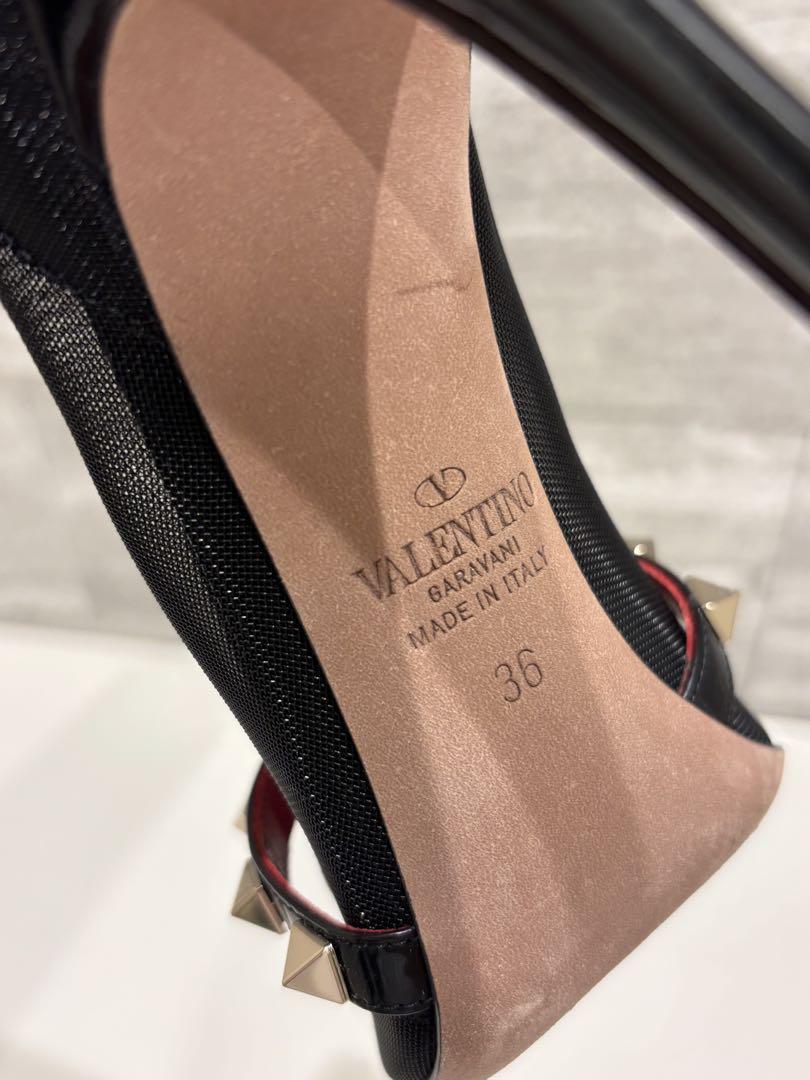 V
VALENTINO
GARAVANI
MADE IN ITALY
36